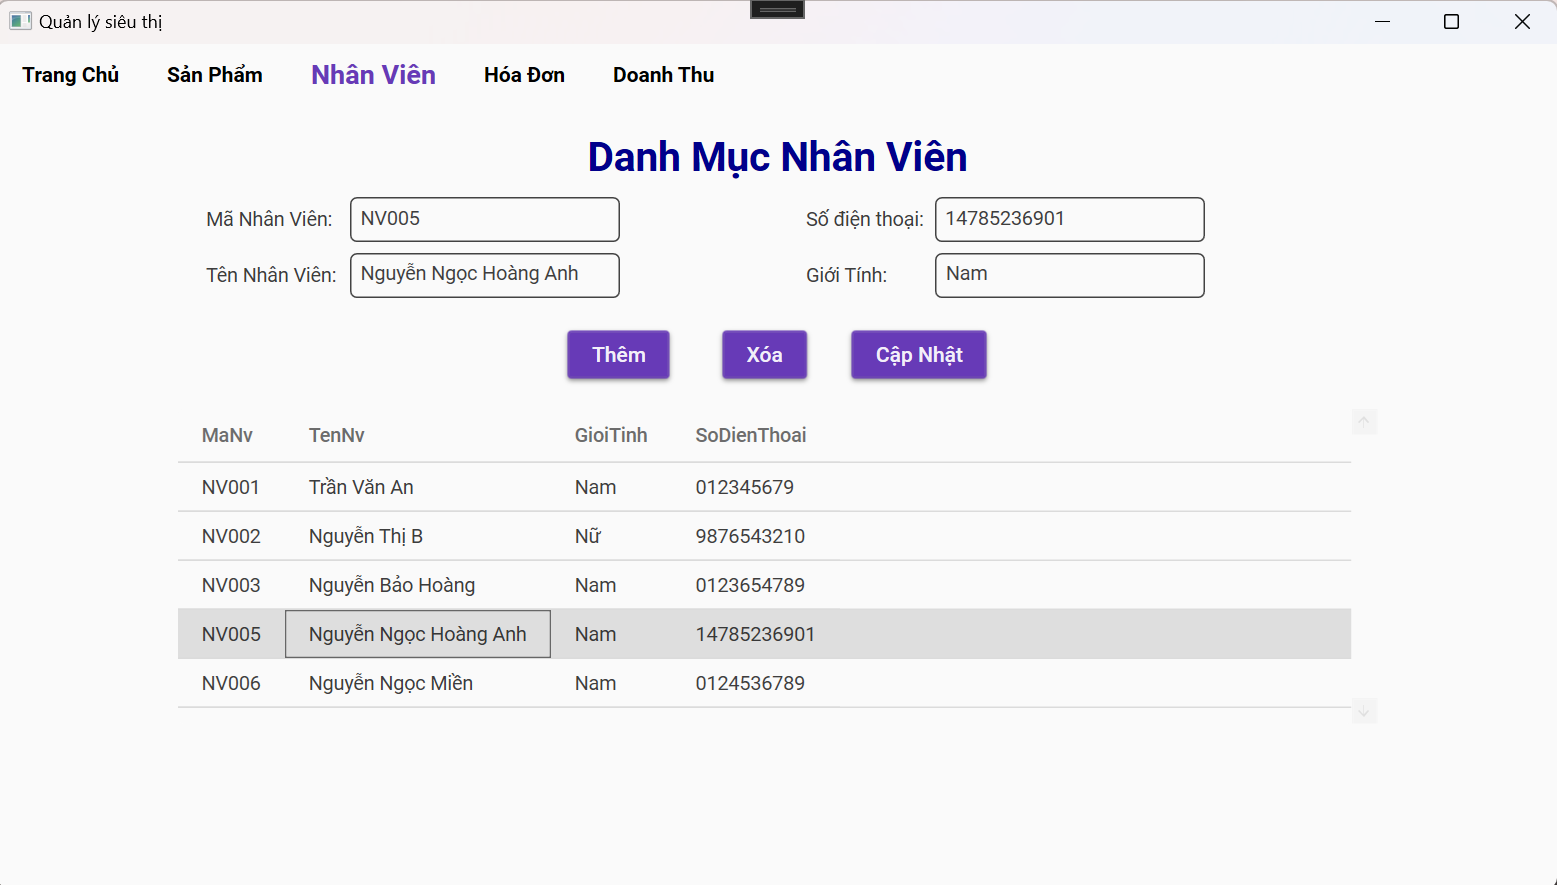 Quản lý siêu thị
Trang Chủ Sản Phẩm Nhân Viên Hóa Đơn Doanh Thu
Danh Mục Nhân Viên
Mã Nhân Viên: NV005 Số điện thoại: 14785236901
Tên Nhân Viên: Nguyễn Ngọc Hoàng Anh Giới Tính: Nam
Thêm Xóa Cập Nhật
MaNv TenNv GioiTinh SoDienThoai
NV001 Trần Văn An Nam 012345679
NV002 Nguyễn Thị B Nữ 9876543210
NV003 Nguyễn Bảo Hoàng Nam 0123654789
NV005 Nguyễn Ngọc Hoàng Anh Nam 14785236901
NV006 Nguyễn Ngọc Miền Nam 0124536789